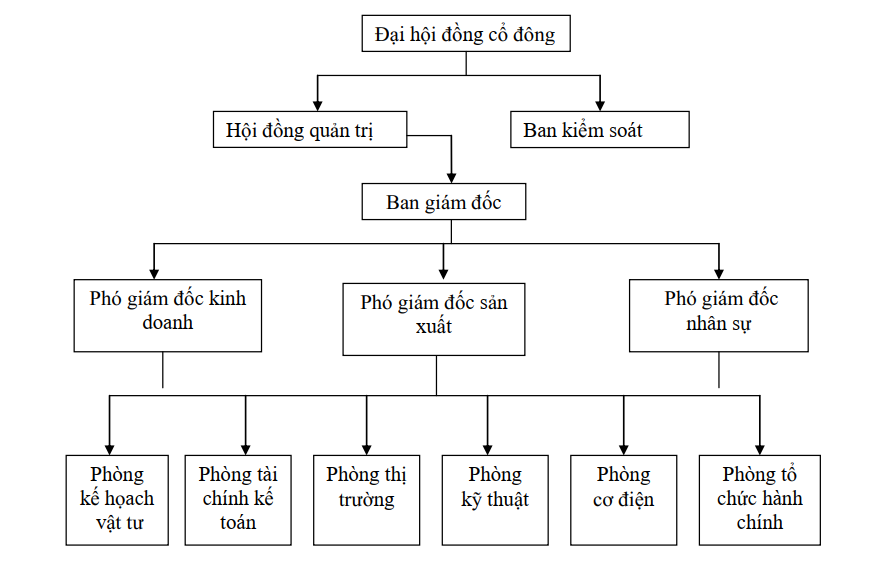 Đại hội đồng cổ đông
Hội đồng quản trị
Ban kiểm soát
Ban giám đốc
Phó giám đốc kinh
doanh
Phó giám đốc sản
xuất
Phó giám đốc
nhân sự
Phòng
kế họach
vật tư
Phòng tài
chính kế
toán
Phòng thị
trường
Phòng
kỹ thuật
Phòng
cơ điện
Phòng tổ
chức hành
chính